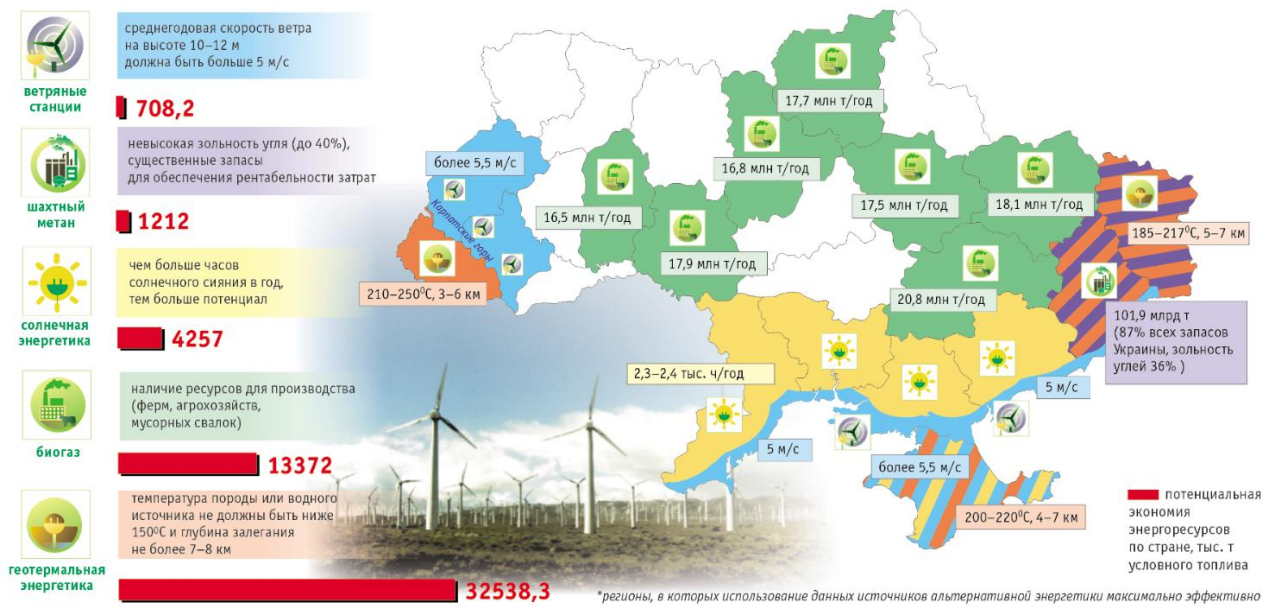 среднегодовая скорость ветра
на высоте 10–12 м
должна быть больше 5 м/с
ветряные
станции
708,2
невысокая зольность угля (до 40%),
существенные запасы
для обеспечения рентабельности затрат
шахтный
метан
1212
чем больше часов
солнечного сияния в год,
тем больше потенциал
солнечная
энергетика
4257
наличие ресурсов для производства
(ферм, агрохозяйств,
мусорных свалок)
биогаз
13372
температура породы или водного
источника не должны быть ниже
150⁰С и глубина залегания
не более 7–8 км
геотермальная
энергетика
32538,3
17,7 млн т/год
более 5,5 м/с
16,8 млн т/год
Карпатские горы
16,5 млн т/год
17,5 млн т/год
18,1 млн т/год
185–217⁰С, 5–7 км
17,9 млн т/год
210–250⁰С, 3–6 км
20,8 млн т/год
101,9 млрд т
(87% всех запасов
Украины, зольность
углей 36% )
2,3–2,4 тыс. ч/год
5 м/с
5 м/с
более 5,5 м/с
200–220⁰С, 4–7 км
потенциальная
экономия
энергоресурсов
по стране, тыс. т
условного топлива
*регионы, в которых использование данных источников альтернативной энергетики максимально эффективно